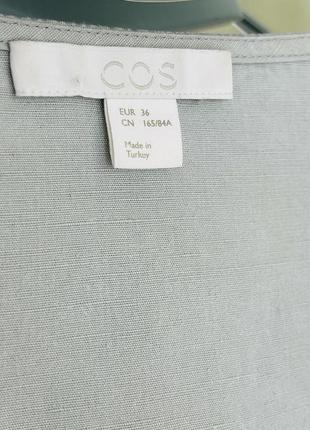 COS
EUR 36
CN 165/84A
Made in
Turkey